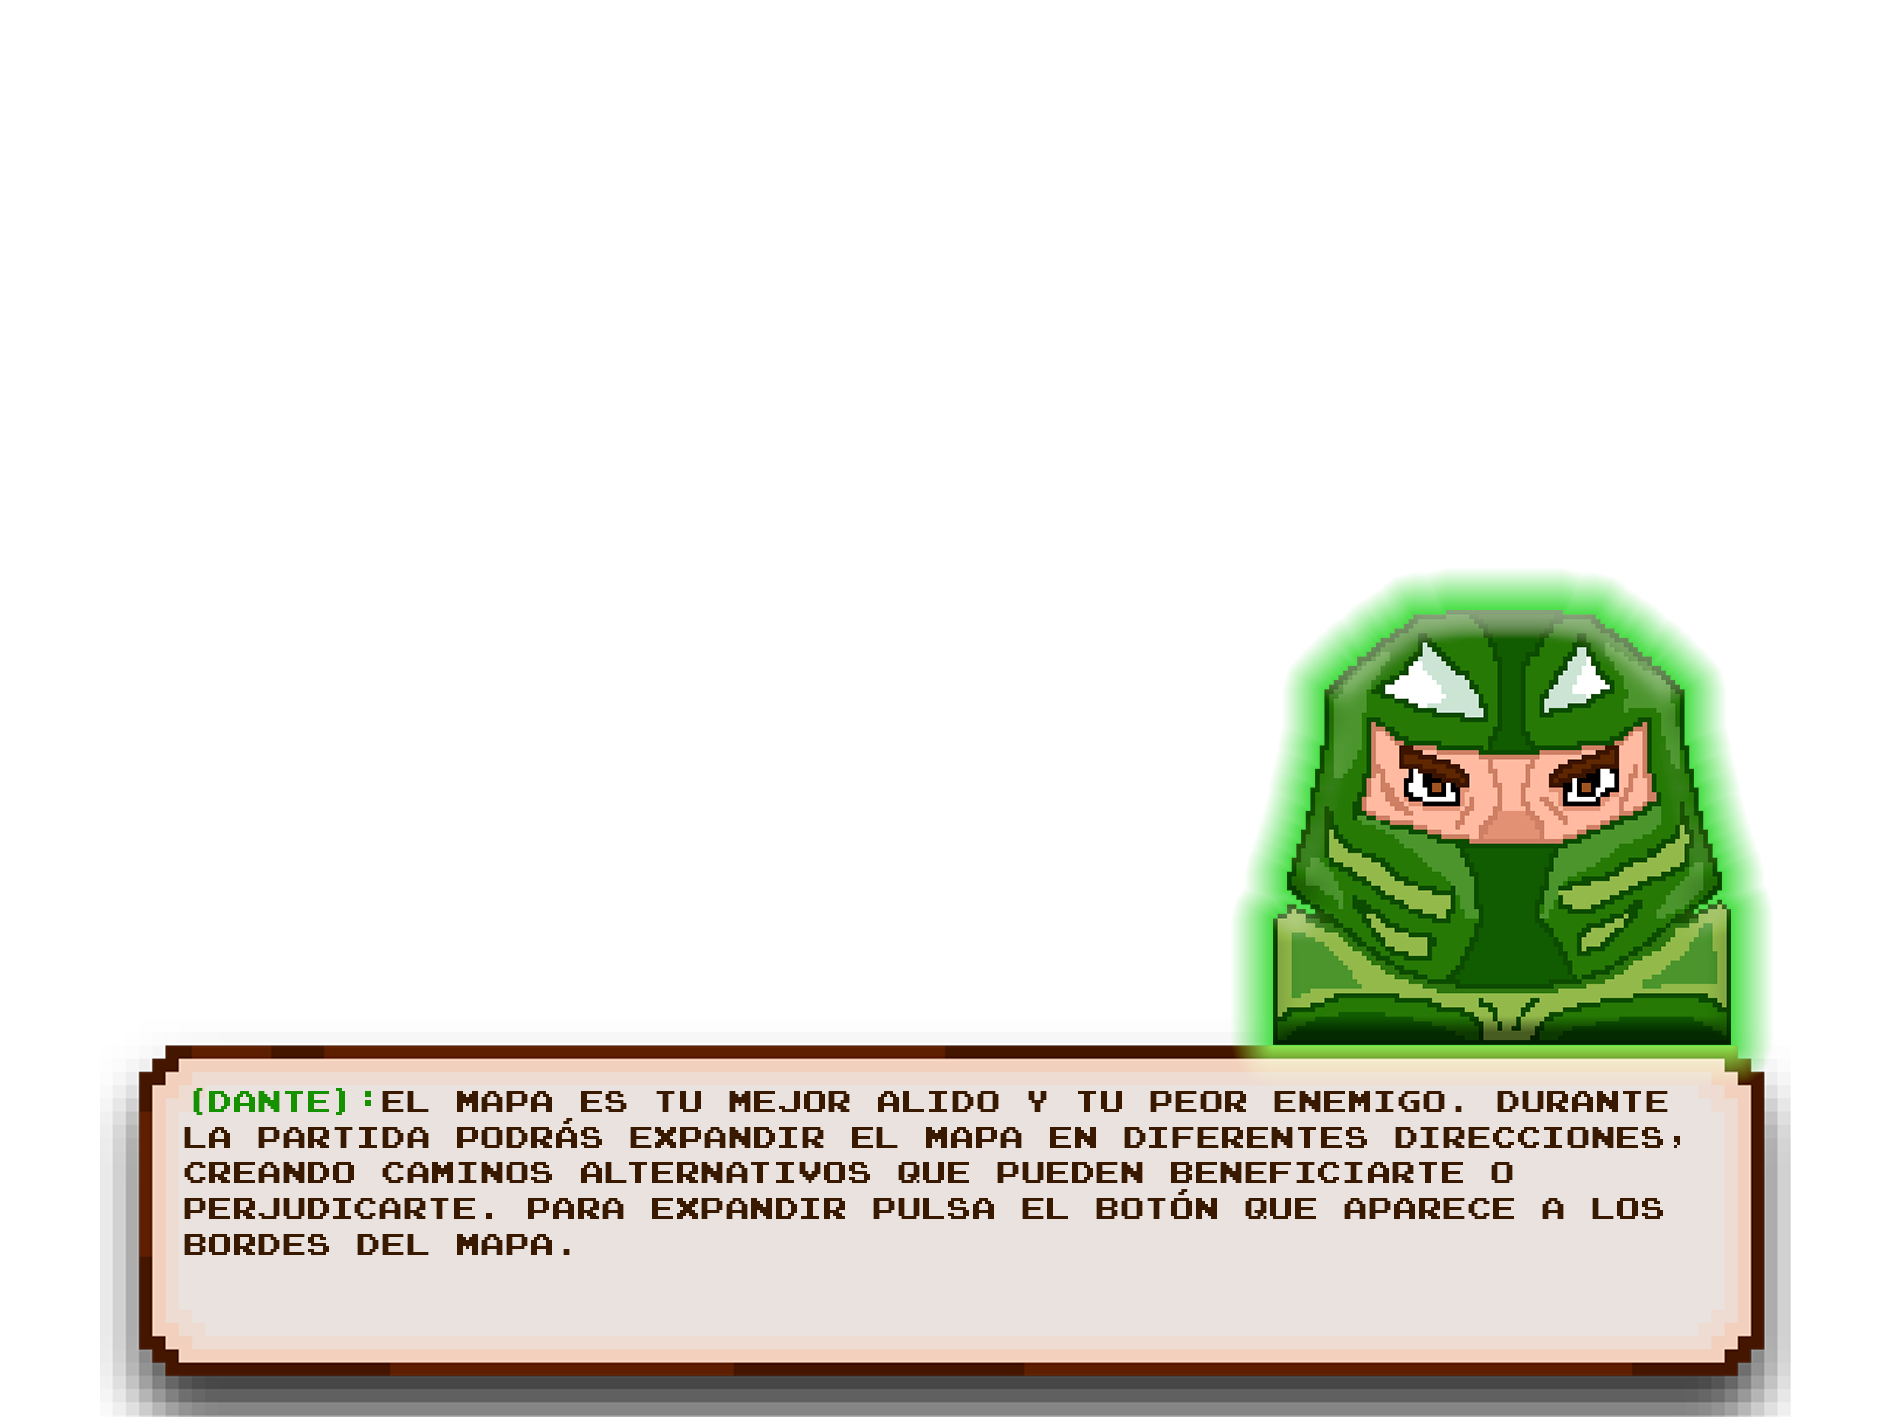 (DANTE):EL MAPA ES TU MEJOR ALIDO Y TU PEOR ENEMIGO. DURANTE
LA PARTIDA PODRÁS EXPANDIR EL MAPA EN DIFERENTES DIRECCIONES,
CREANDO CAMINOS ALTERNATIVOS QUE PUEDEN BENEFICIARTE O
PERJUDICARTE. PARA EXPANDIR PULSA EL BOTÓN QUE APARECE A LOS
BORDES DEL MAPA.